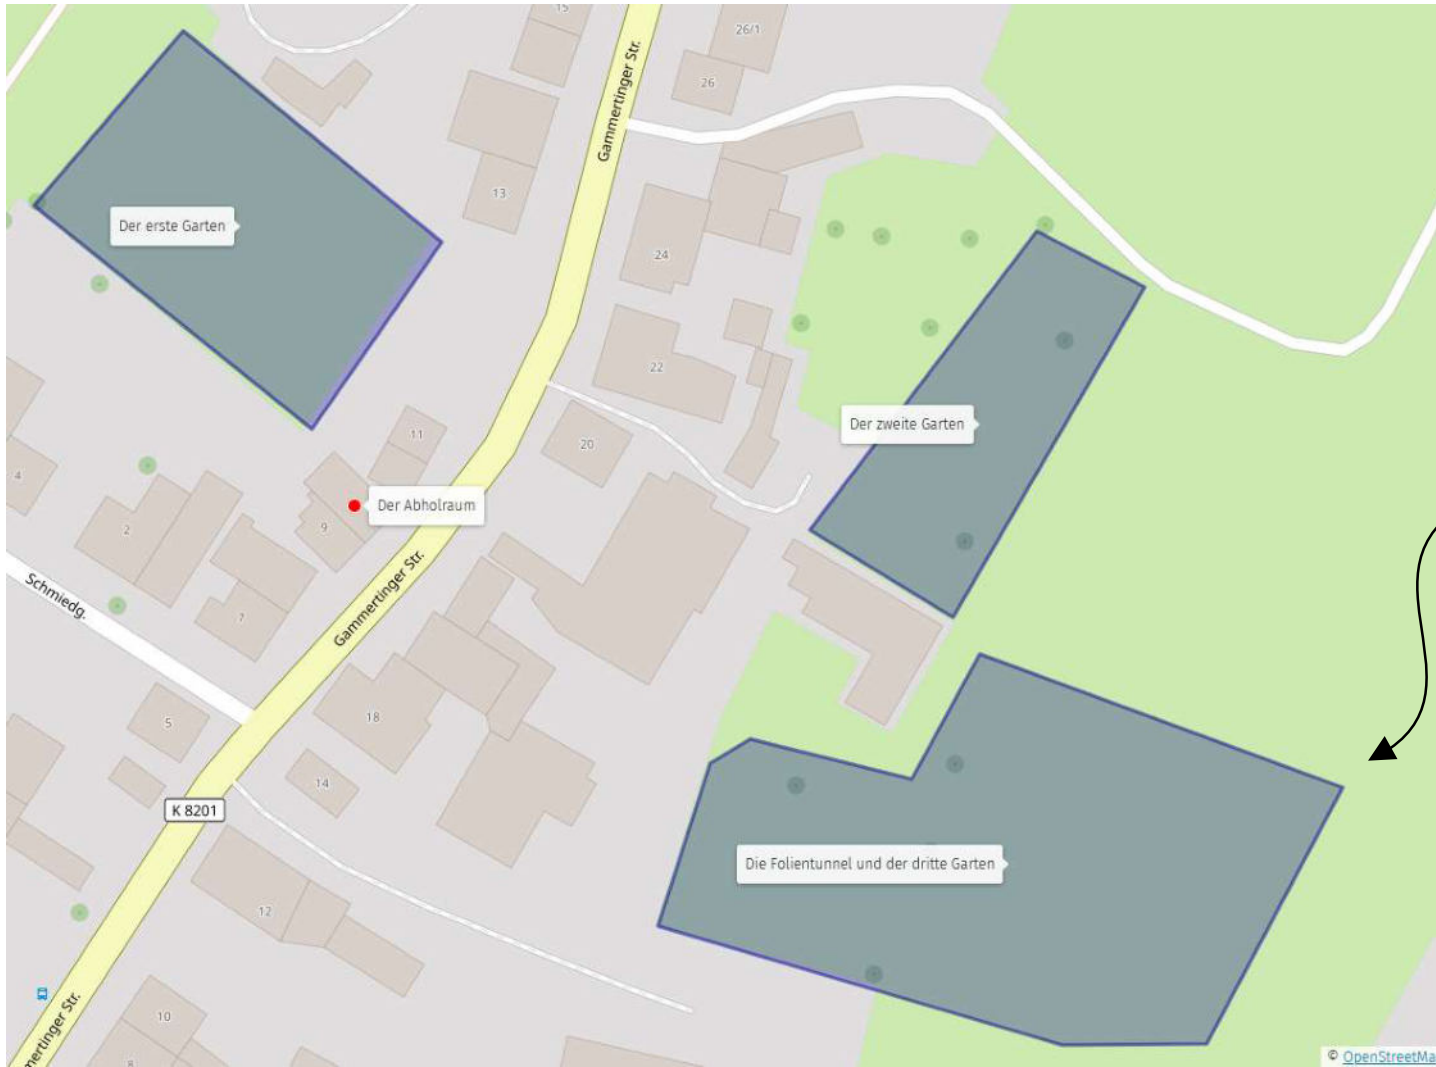 15
26/1
26
Gammertinger Str.
13
Der erste Garten
24
22
Der zweite Garten
11
20
4
Der Abholraum
2
9
Schmiedg.
7
Gammertinger Str.
5
18
14
K 8201
Die Folientunnel und der dritte Garten
12
10
8
mertinger Str.
© OpenStreetMa